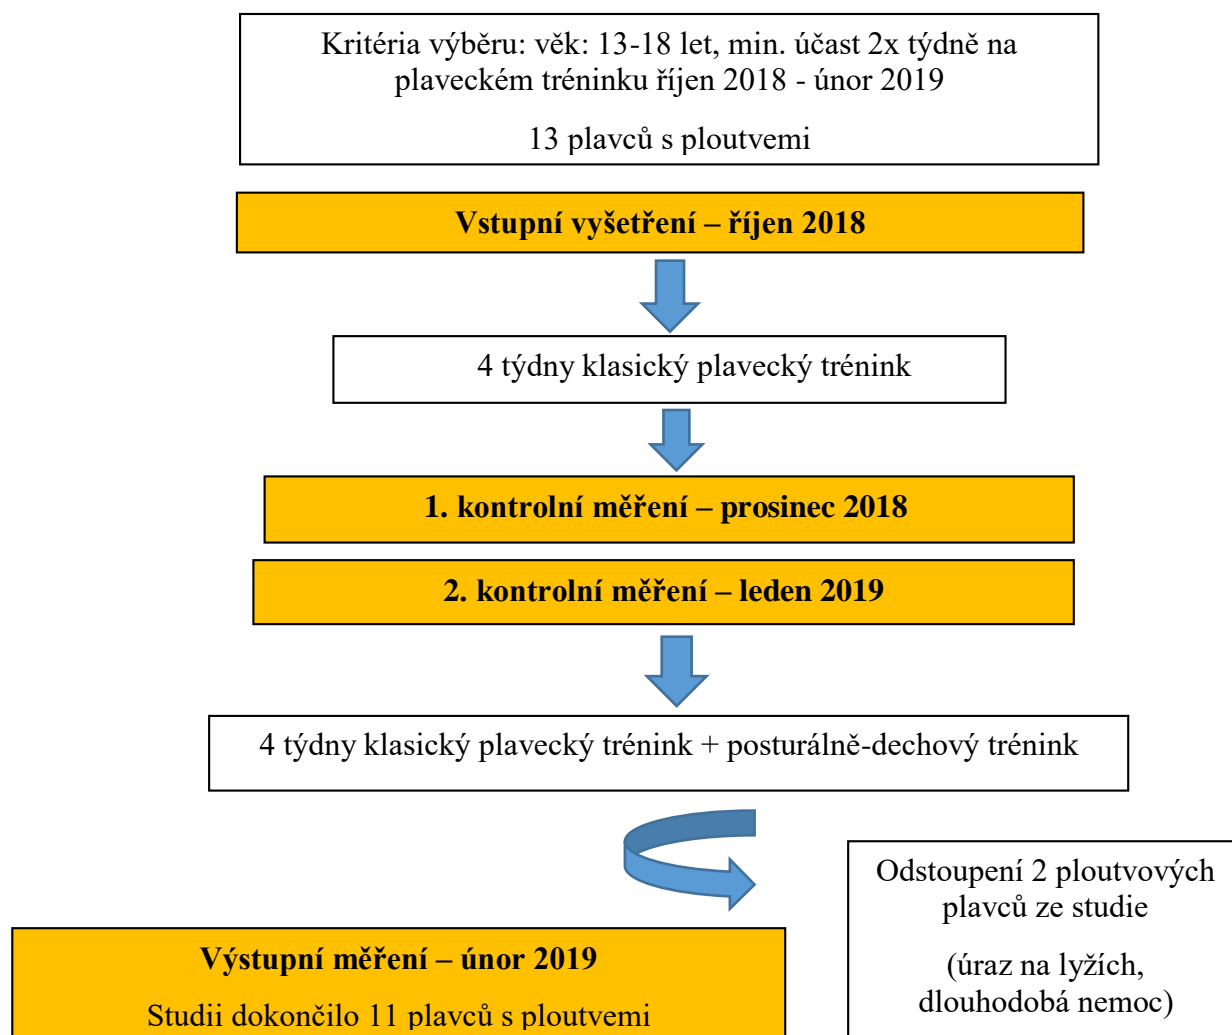 Kritéria výběru: věk: 13-18 let, min. účast 2x týdně na
plaveckém tréninku říjen 2018 - únor 2019
13 plavců s ploutvemi
Vstupní vyšetření – říjen 2018
4 týdny klasický plavecký trénink
1. kontrolní měření – prosinec 2018
2. kontrolní měření – leden 2019
4 týdny klasický plavecký trénink + posturálně-dechový trénink
Odstoupení 2 ploutvových
plavců ze studie
(úraz na lyžích,
dlouhodobá nemoc)
Výstupní měření – únor 2019
Studii dokončilo 11 plavců s ploutvemi